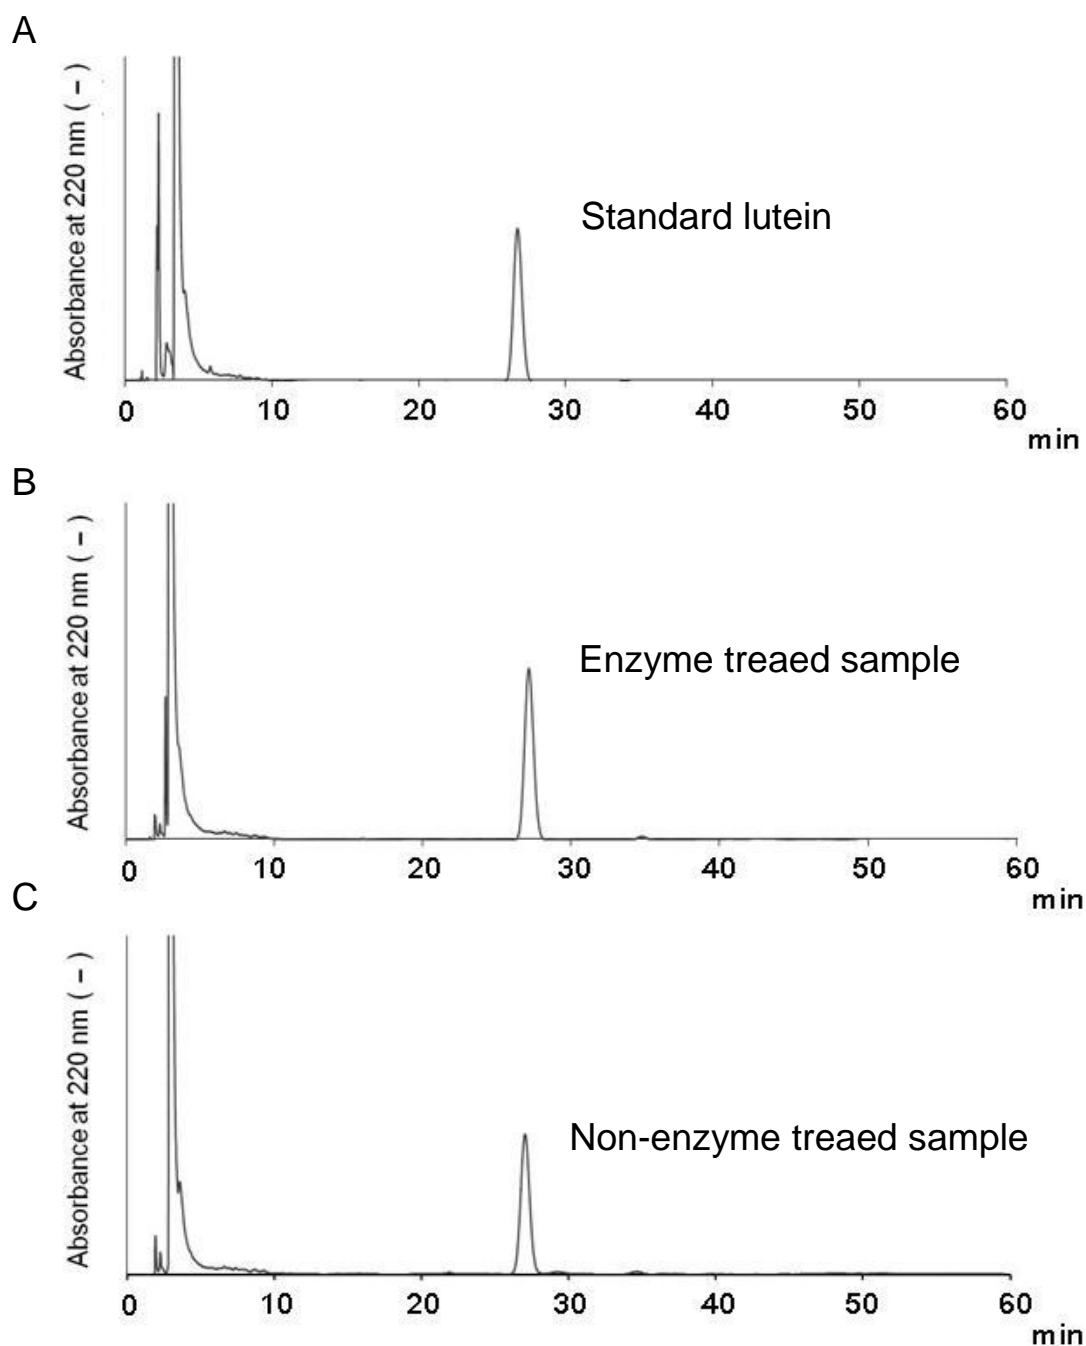 A
Absorbance at 220 nm ( − )
Standard lutein
0 10 20 30 40 50 60
min
B
Absorbance at 220 nm ( − )
Enzyme treaed sample
0 10 20 30 40 50 60
min
C
Absorbance at 220 nm ( − )
Non-enzyme treaed sample
0 10 20 30 40 50 60
min